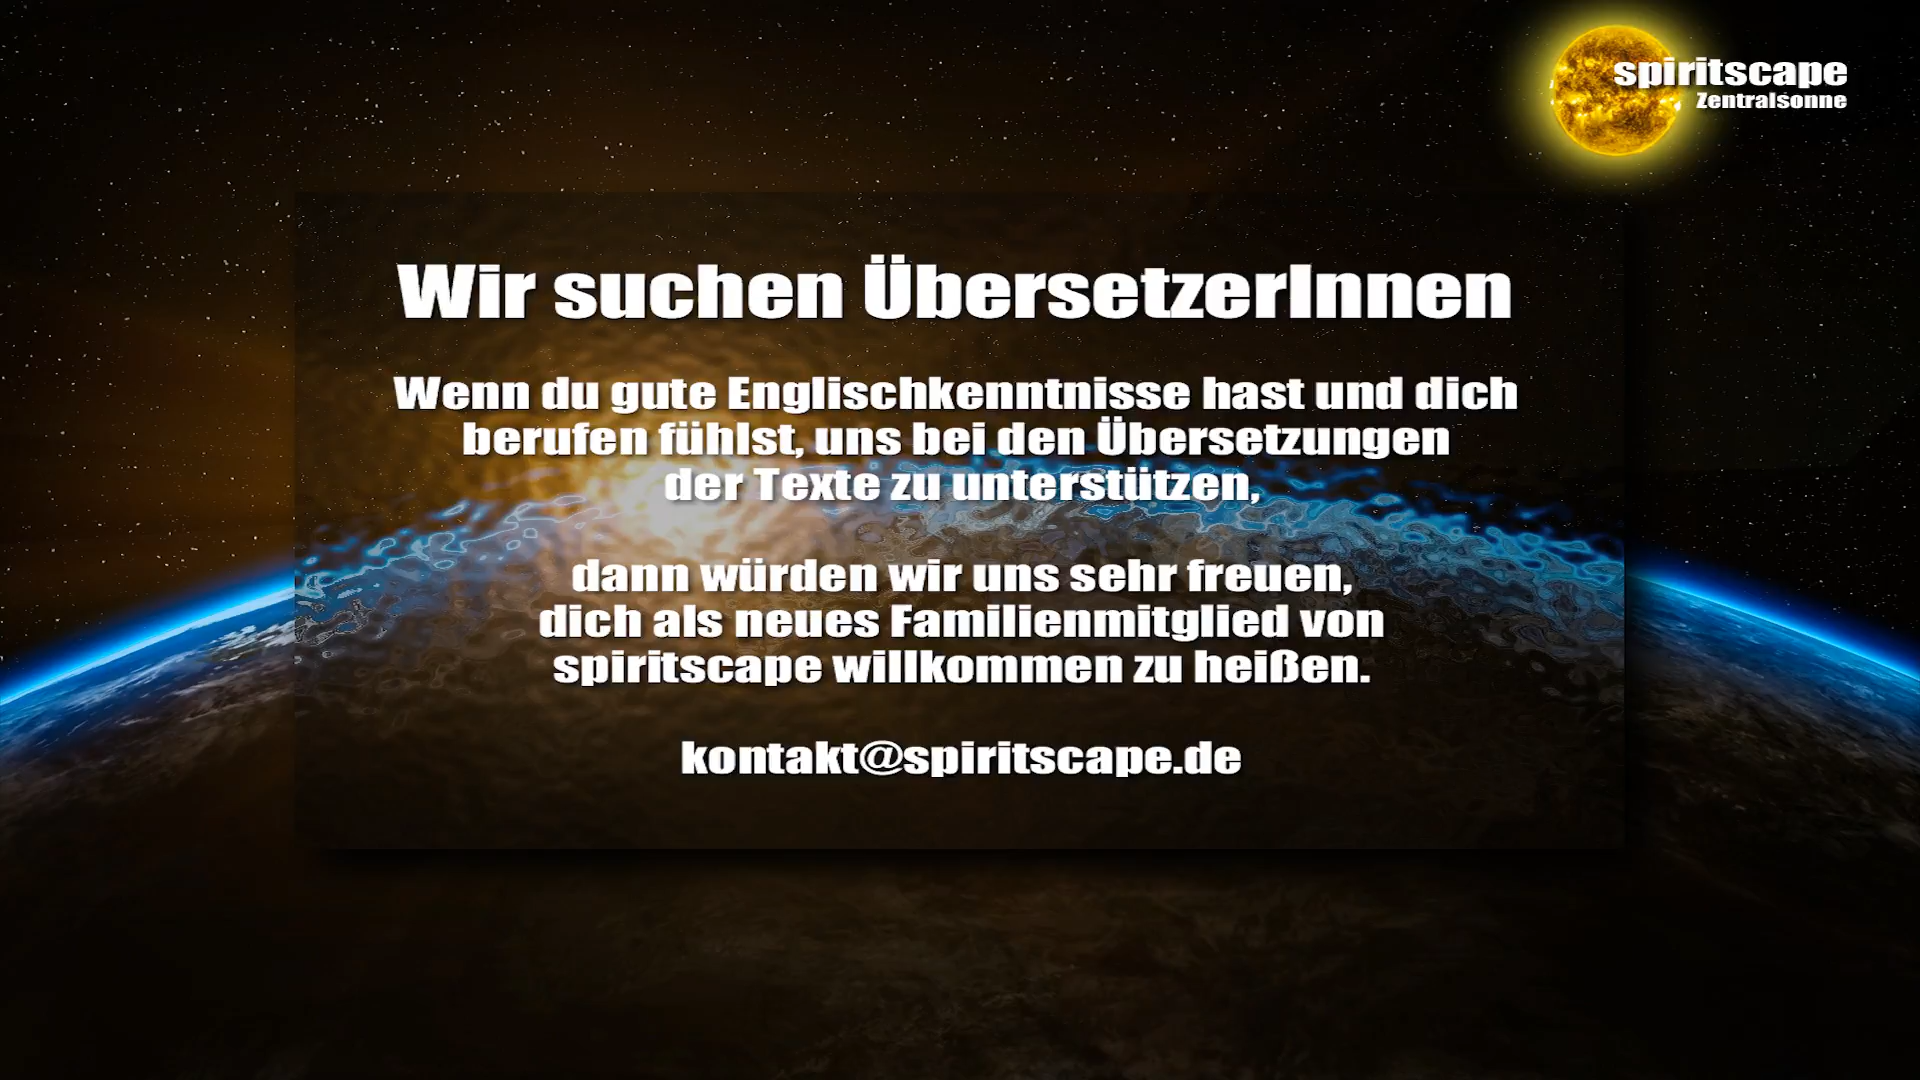 spiritscape
Zentralsonne
Wir suchen ÜbersetzerInnen
Wenn du gute Englischkenntnisse hast und dich
berufen fühlst, uns bei den Übersetzungen
der Texte zu unterstützen,
dann würden wir uns sehr freuen,
dich als neues Familienmitglied von
spiritscape willkommen zu heißen.
kontakt@spiritscape.de